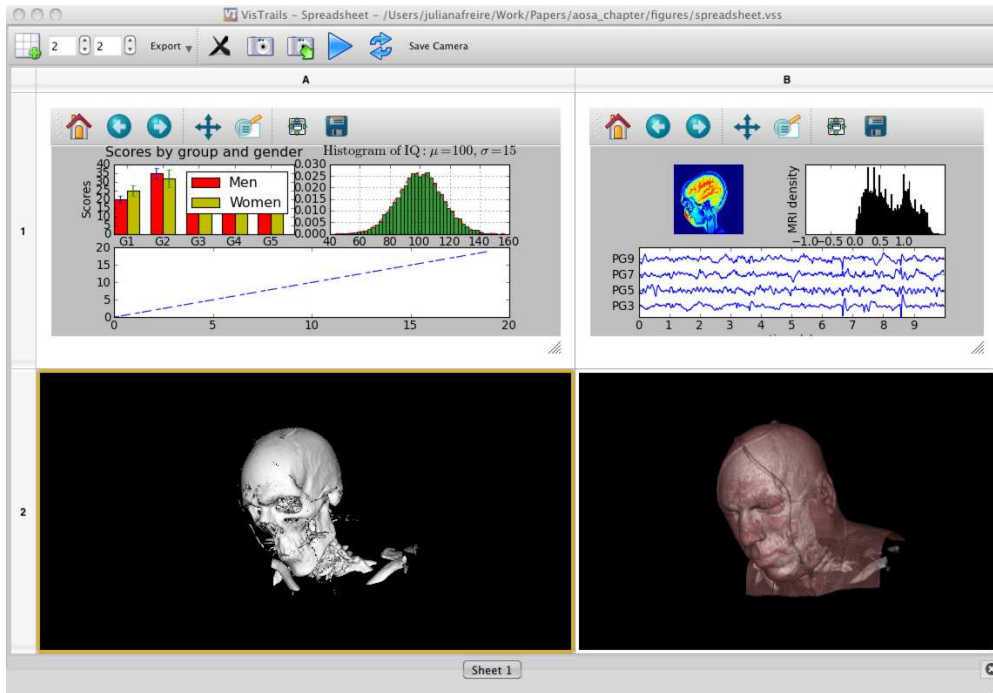 VisTrails - Spreadsheet - /Users/julianafreire/Work/Papers/aosa_chapter/figures/spreadsheet.vss
2 2 Export Save Camera
A B
1
Scores by group and gender
40
35
30
25
20
15
10
5
0
Scores
Men
Women
G1 G2 G3 G4 G5
Histogram of IQ : μ=100, σ=15
0.030
0.025
0.020
0.015
0.010
0.005
0.000
40 60 80 100 120 140 160
20
15
10
5
0
0 5 10 15 20
MRI density
−1.0−0.5 0.0 0.5 1.0
PG9
PG7
PG5
PG3
0 1 2 3 4 5 6 7 8 9
2
Sheet 1